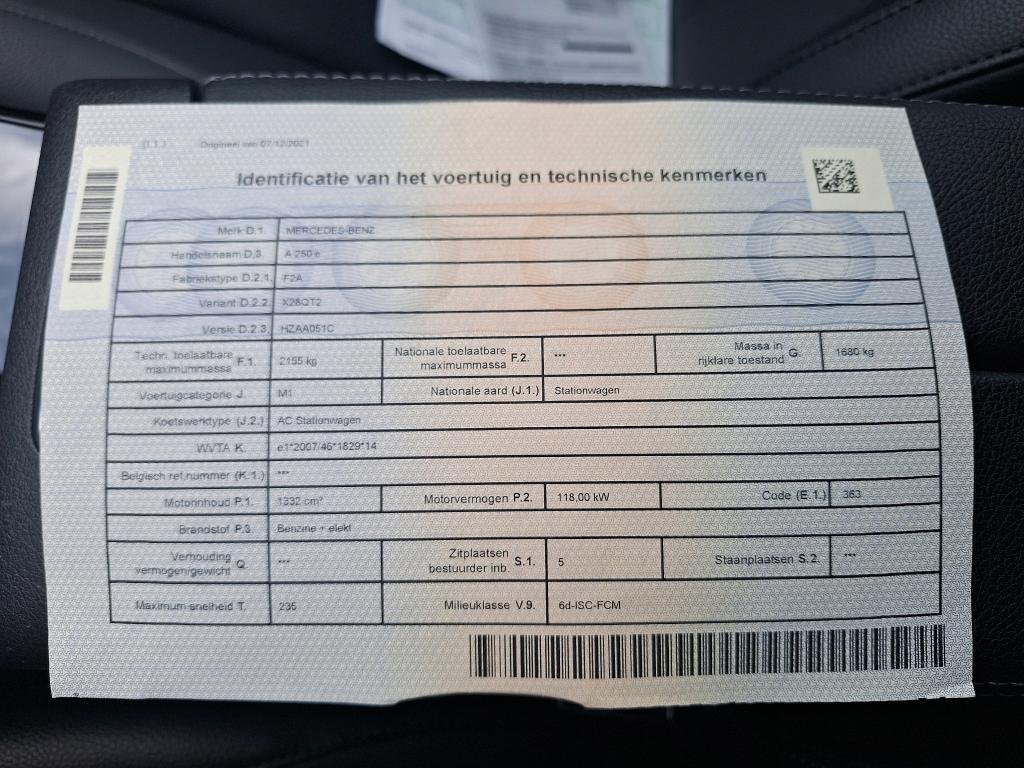 (I.1.) Origineel van 07/12/2021
Identificatie van het voertuig en technische kenmerken
Merk D.1. MERCEDES-BENZ
Handelsnaam D.3. A 250 e
Fabriekstype D.2.1. F2A
Variant D.2.2. X28QT2
Versie D.2.3. HZAA051C
Techn. toelaatbare maximummassa F.1. 2155 kg Nationale toelaatbare maximummassa F.2. *** Massa in rijklare toestand G. 1680 kg
Voertuigcategorie J. M1 Nationale aard (J.1.) Stationwagen
Koetswerktype (J.2.) AC Stationwagen
WVTA K. e1*2007/46*1829*14
Belgisch ref.nummer (K.1.) ***
Motorinhoud P.1. 1332 cm³ Motorvermogen P.2. 118,00 kW Code (E.1.) 363
Brandstof P.3. Benzine + elekt
Verhouding vermogen/gewicht Q. *** Zitplaatsen bestuurder inb. S.1. 5 Staanplaatsen S.2. ***
Maximum snelheid T. 235 Milieuklasse V.9. 6d-ISC-FCM